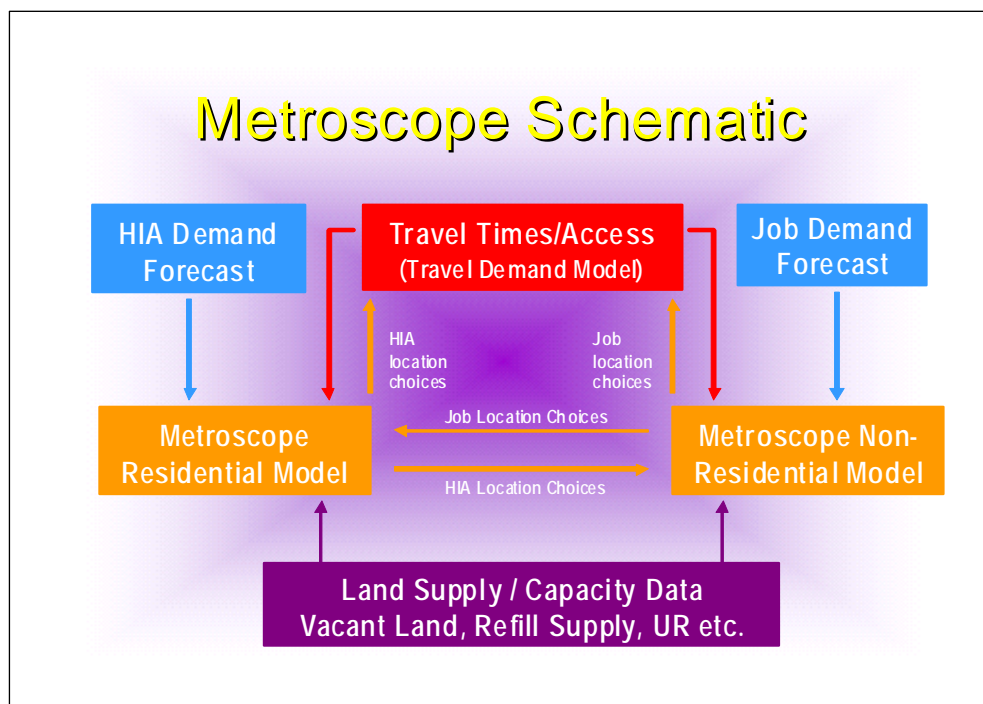 Metroscope Schematic
HIA Demand
Forecast
Travel Times/Access
(Travel Demand Model)
Job Demand
Forecast
HIA
location
choices
Job
location
choices
Job Location Choices
Metroscope
Residential Model
Metroscope Non-
Residential Model
HIA Location Choices
Land Supply / Capacity Data
Vacant Land, Refill Supply, UR etc.